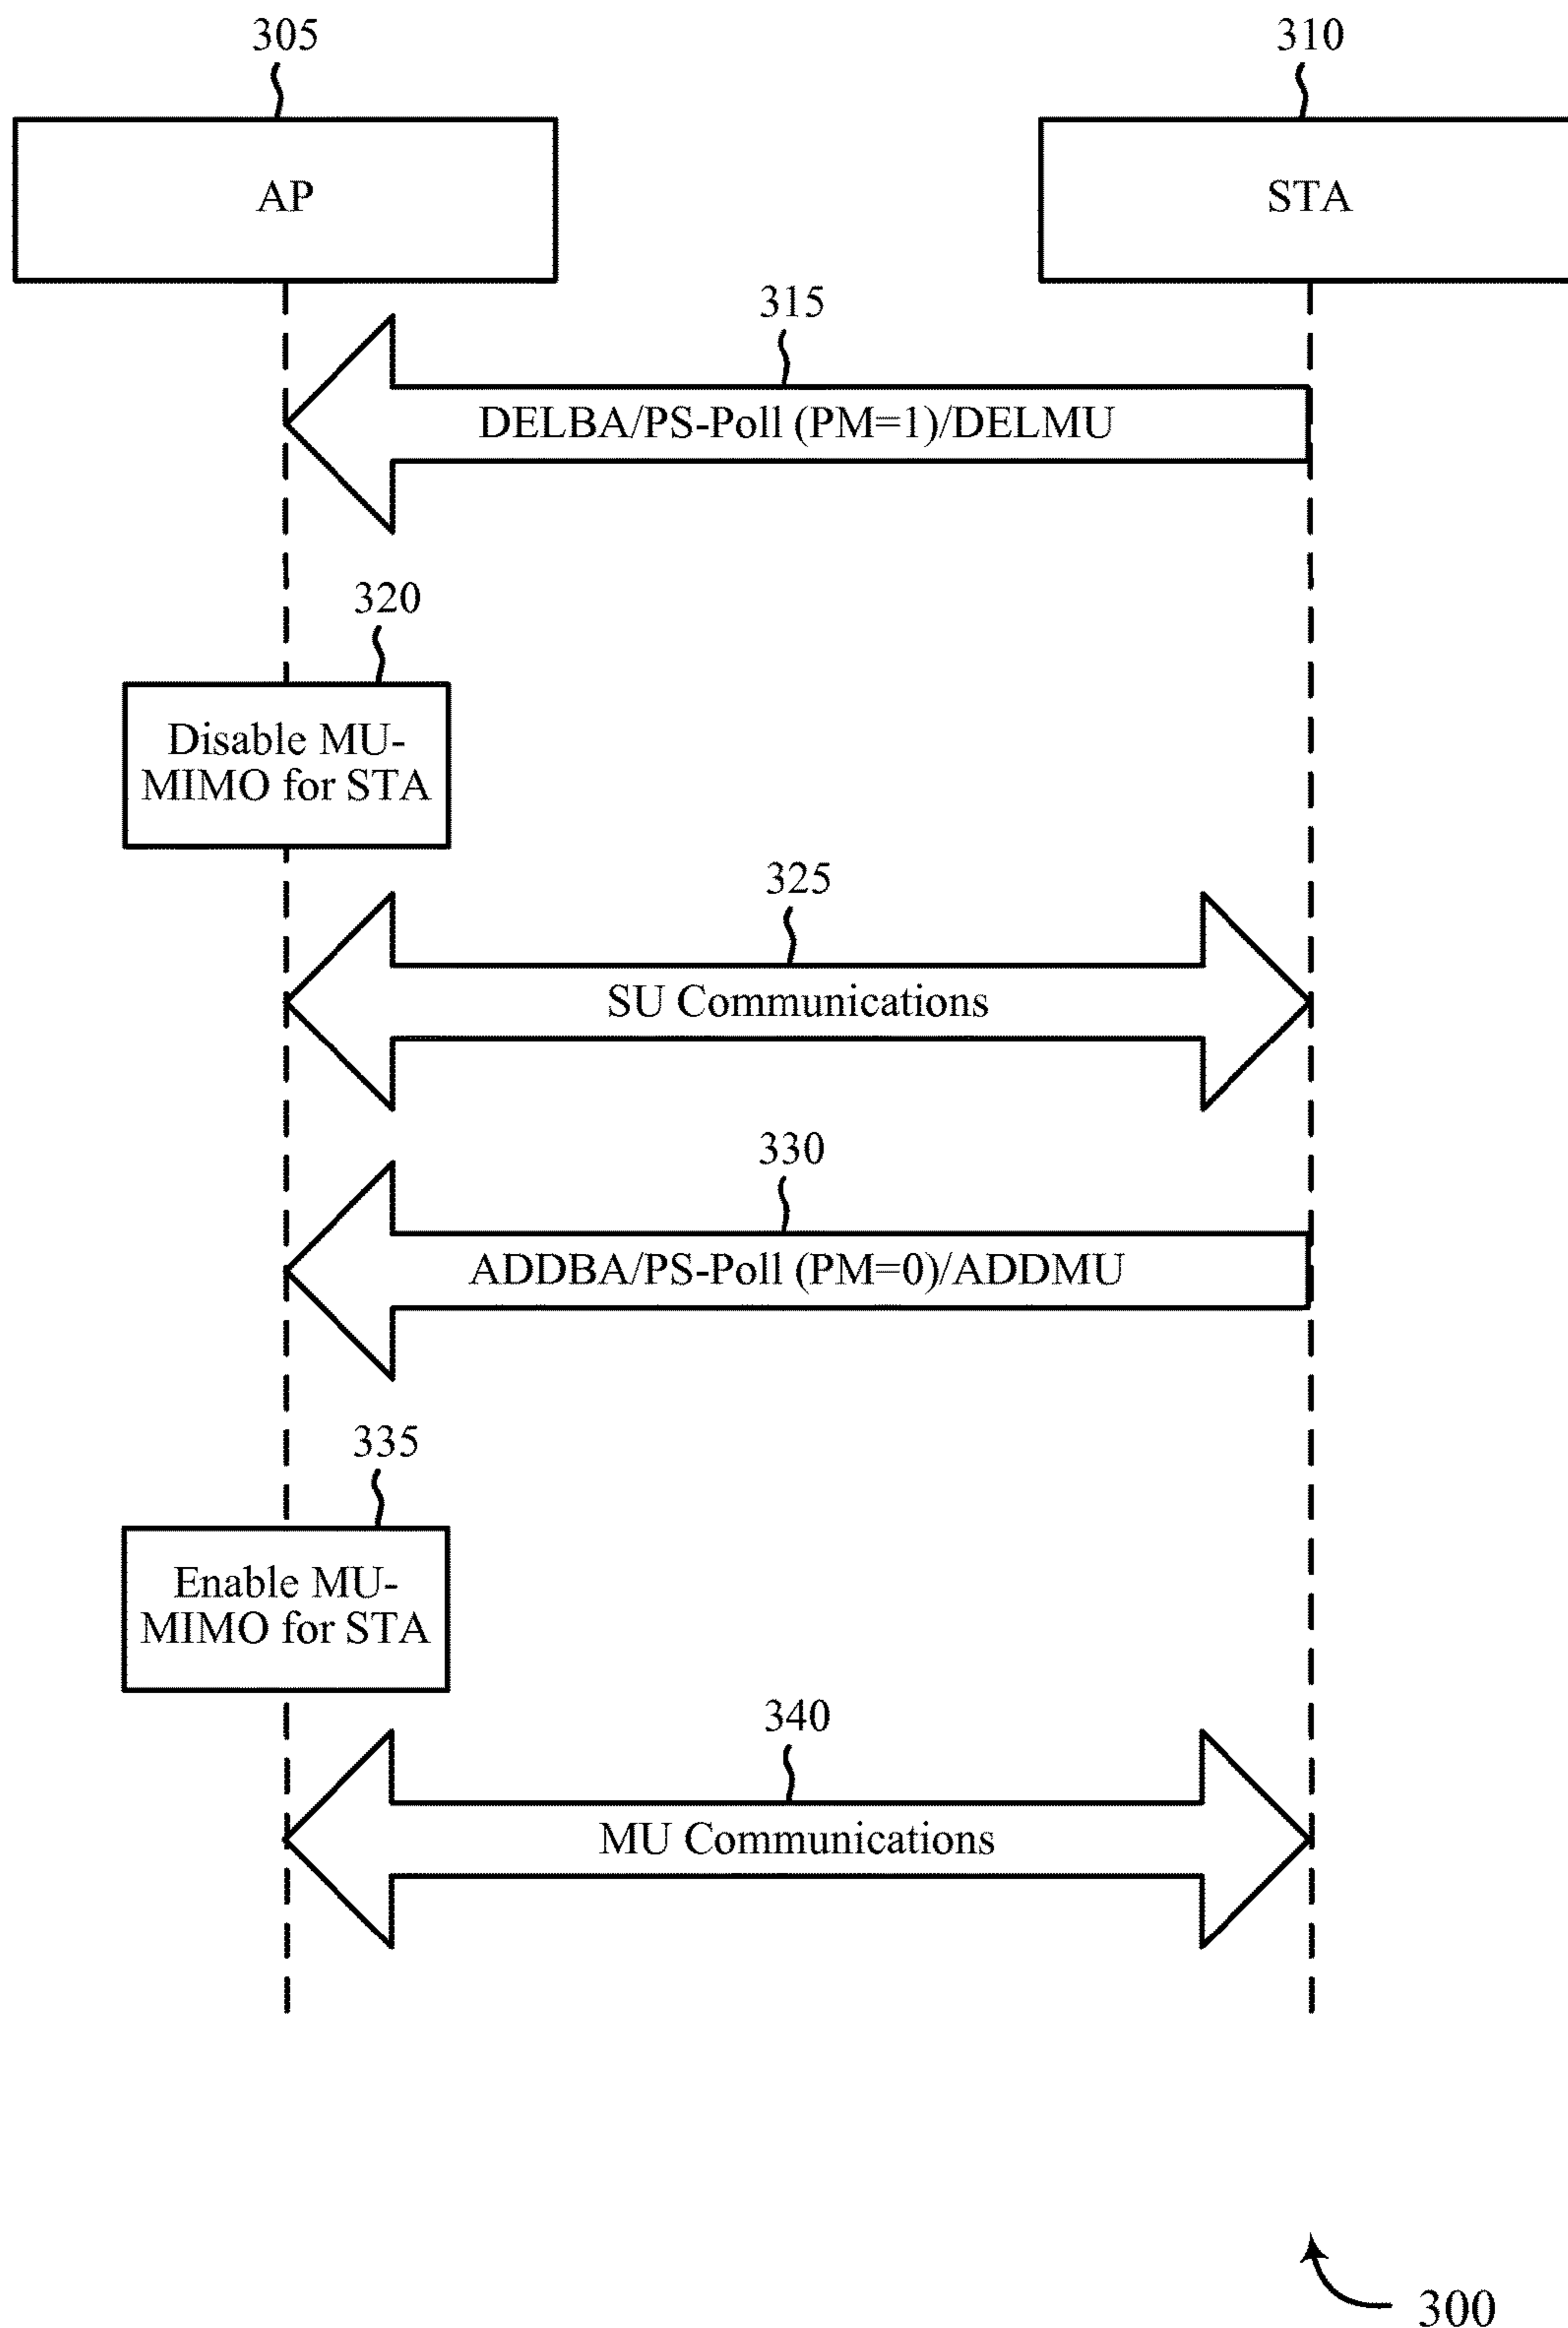 305
310
AP
STA
315
DELBA/PS-Poll (PM=1)/DELMU
320
Disable MU-
MIMO for STA
325
SU Communications
330
ADDBA/PS-Poll (PM=0)/ADDMU
335
Enable MU-
MIMO for STA
340
MU Communications
300